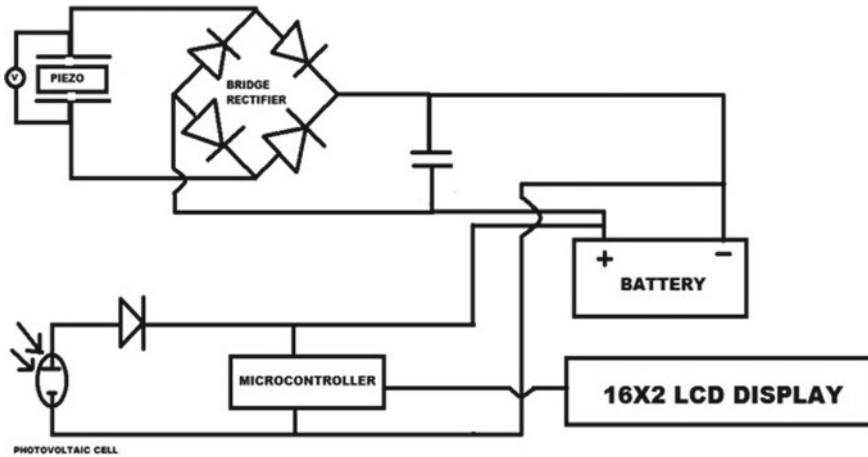 V
PIEZO
BRIDGE
RECTIFIER
+
−
BATTERY
MICROCONTROLLER
16X2 LCD DISPLAY
PHOTOVOLTAIC CELL